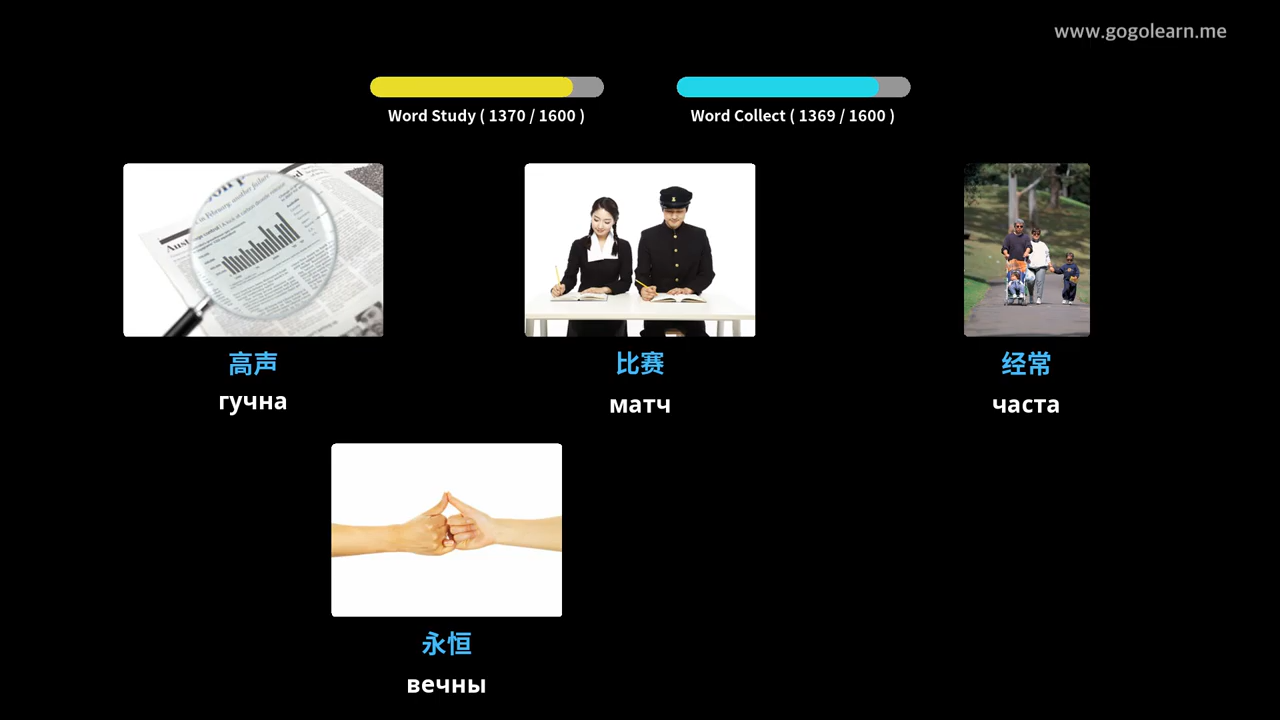 www.gogolearn.me
Word Study ( 1370 / 1600 )
Word Collect ( 1369 / 1600 )
高声
гучна
比赛
матч
经常
часта
永恒
вечны